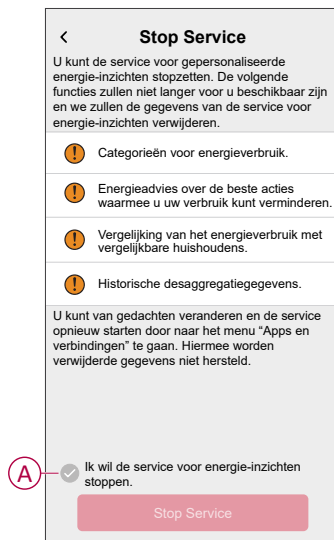 Stop Service
U kunt de service voor gepersonaliseerde
energie-inzichten stopzetten. De volgende
functies zullen niet langer voor u beschikbaar zijn
en we zullen de gegevens van de service voor
energie-inzichten verwijderen.
Categorieën voor energieverbruik.
Energieadvies over de beste acties
waarmee u uw verbruik kunt verminderen.
Vergelijking van het energieverbruik met
vergelijkbare huishoudens.
Historische desaggregatiegegevens.
U kunt van gedachten veranderen en de service
opnieuw starten door naar het menu “Apps en
verbindingen” te gaan. Hiermee worden
verwijderde gegevens niet hersteld.
A
Ik wil de service voor energie-inzichten
stoppen.
Stop Service